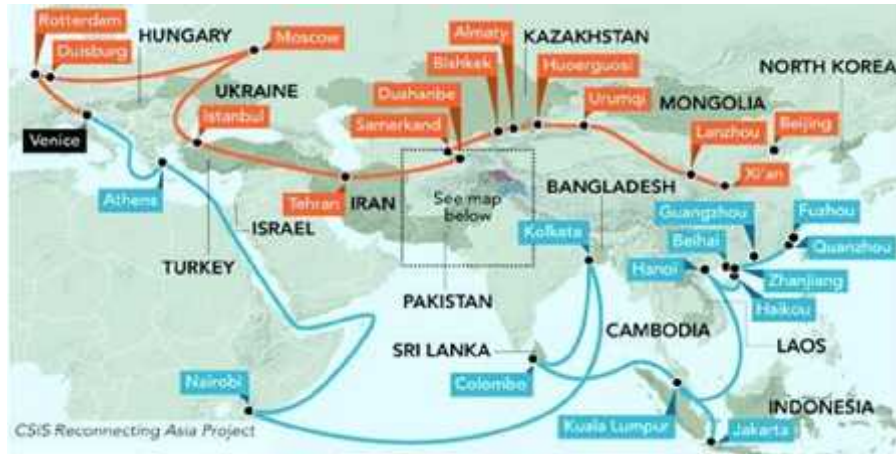 Rotterdam
Duisburg
HUNGARY
Moscow
Almaty
KAZAKHSTAN
Bishkek
Huoerguosi
NORTH KOREA
UKRAINE
Duahanbe
Urumqi
MONGOLIA
Istanbul
Samerkand
Lanzhou
Beijing
Venice
Athens
Tehran
IRAN
See map
below
BANGLADESH
Xi'an
ISRAEL
Kolkata
Guangzhou
Fuzhou
Beihai
Quanzhou
TURKEY
Hanoi
Zhanjiang
Haikou
PAKISTAN
CAMBODIA
SRI LANKA
LAOS
Nairobi
Colombo
INDONESIA
Kuala Lumpur
Jakarta
CSiS Reconnecting Asia Project